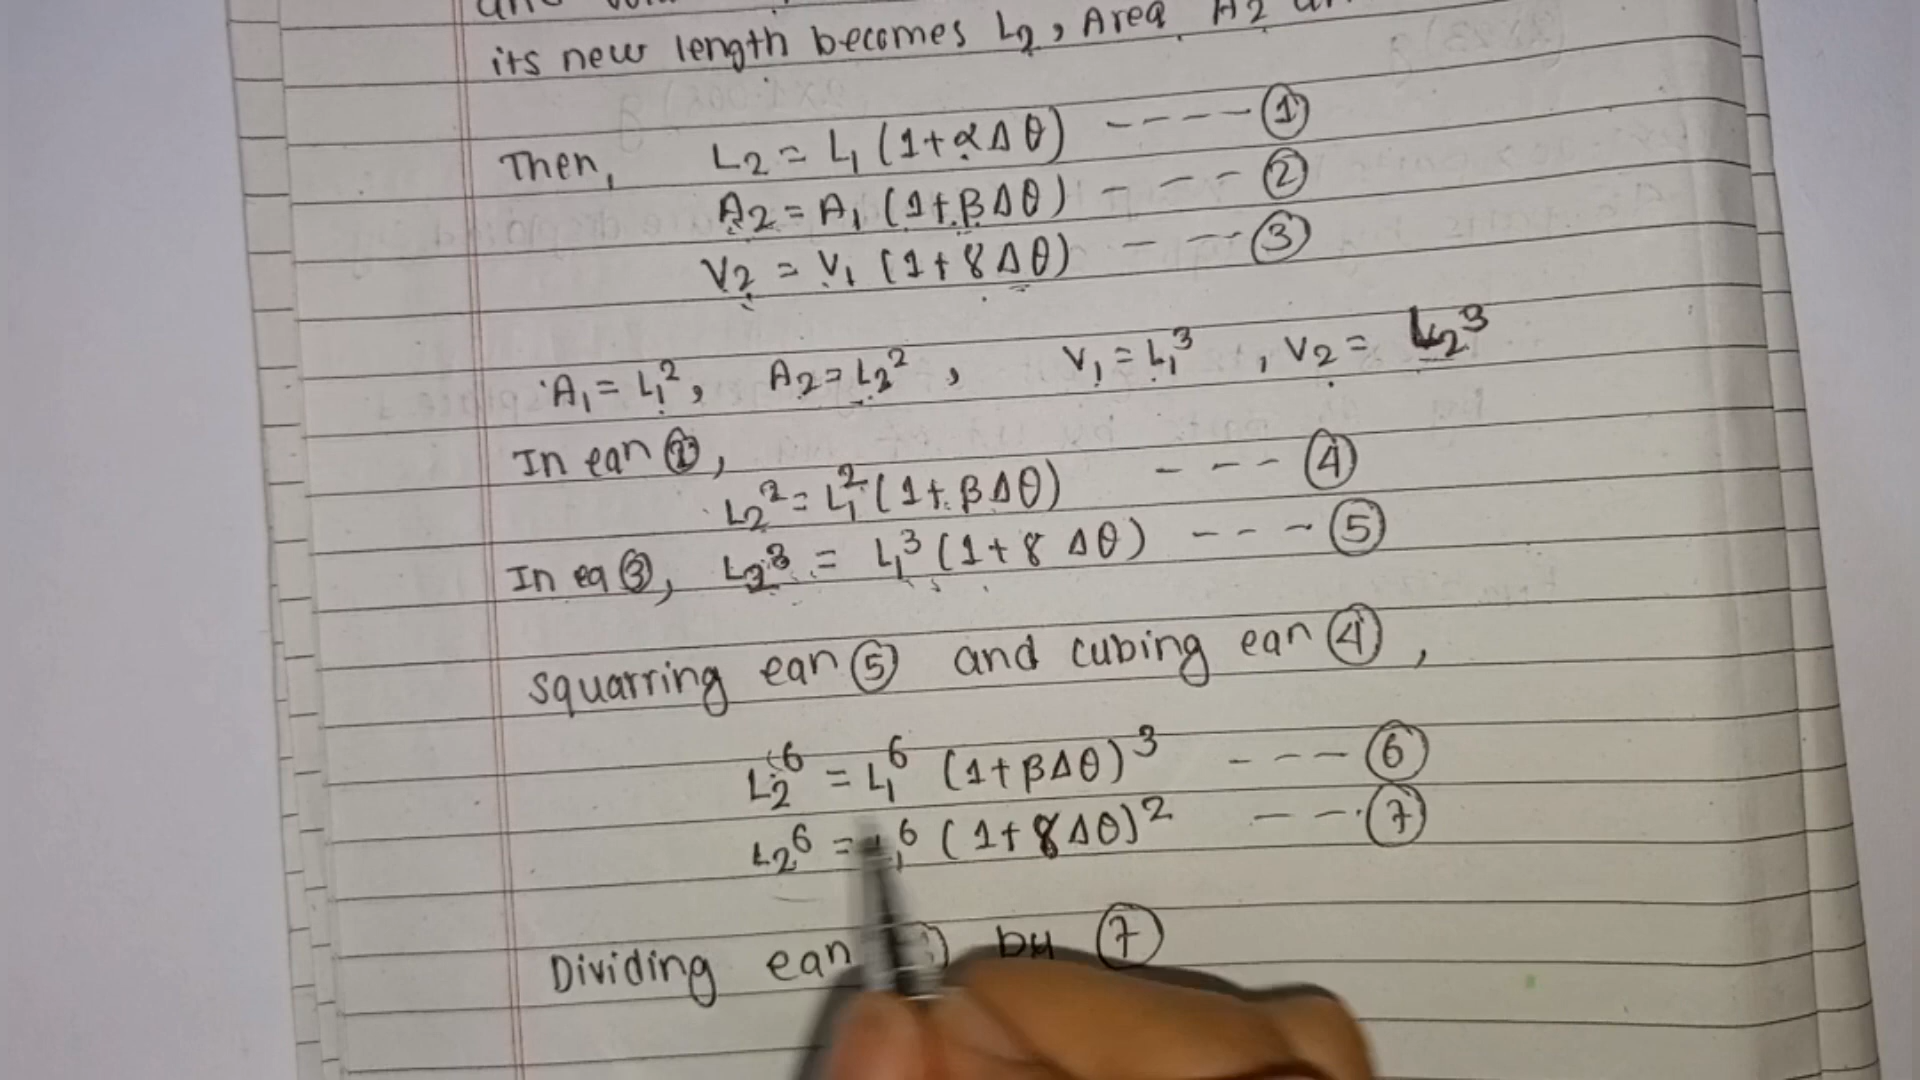 its new length becomes L₂, Area A₂
Then, L₂ = L₁ (1+αΔθ) ---- ①
A₂ = A₁ (1+βΔθ) ---- ②
V₂ = V₁ (1+γΔθ) ---- ③
A₁ = L₁², A₂ = L₂², V₁ = L₁³, V₂ = L₂³
In eqn ②,
L₂² = L₁² (1+βΔθ) --- ④
In eq ③, L₂³ = L₁³ (1+γΔθ) --- ⑤
squarring eqn ⑤ and cubing eqn ④,
L₂⁶ = L₁⁶ (1+βΔθ)³ --- ⑥
L₂⁶ = L₁⁶ (1+γΔθ)² --- ⑦
Dividing eqn by ⑦